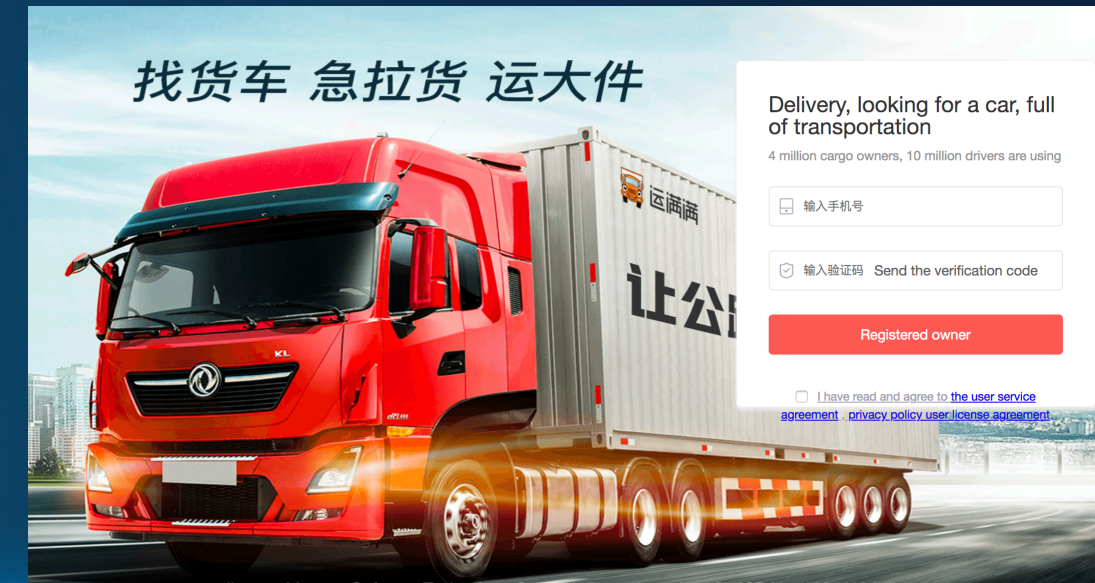 找货车 急拉货 运大件
Delivery, looking for a car, full
of transportation
4 million cargo owners, 10 million drivers are using
输入手机号
输入验证码 Send the verification code
Registered owner
I have read and agree to the user service
agreement , privacy policy user license agreement
运满满
让公
KL